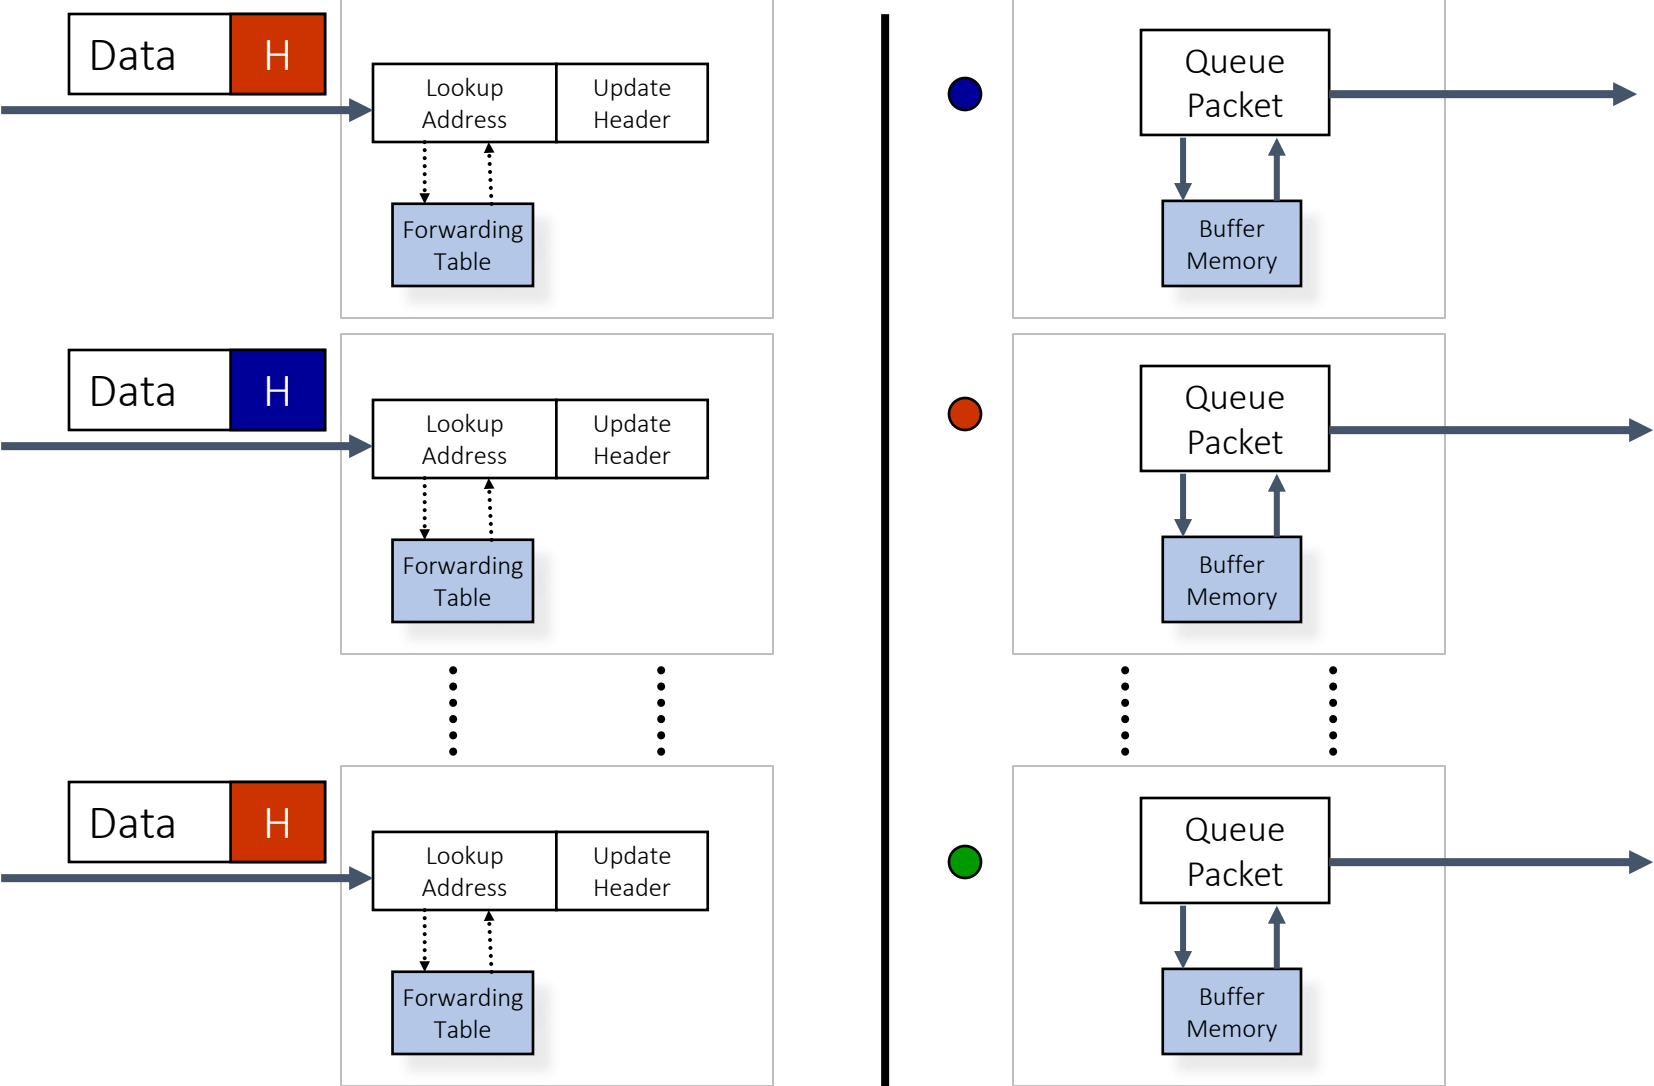 Data H
Lookup
Address
Update
Header
Forwarding
Table
Queue
Packet
Buffer
Memory
Data H
Lookup
Address
Update
Header
Forwarding
Table
Queue
Packet
Buffer
Memory
Data H
Lookup
Address
Update
Header
Forwarding
Table
Queue
Packet
Buffer
Memory